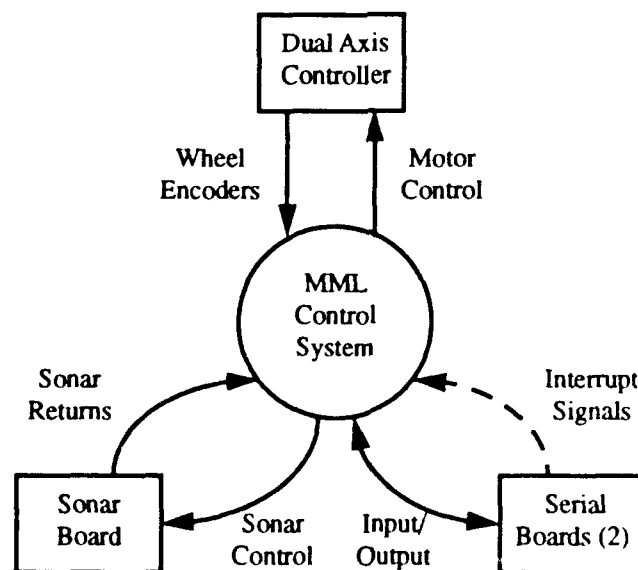 Dual Axis
Controller
Wheel
Encoders
Motor
Control
MML
Control
System
Sonar
Returns
Interrupt
Signals
Sonar
Board
Sonar
Control
Input/
Output
Serial
Boards (2)